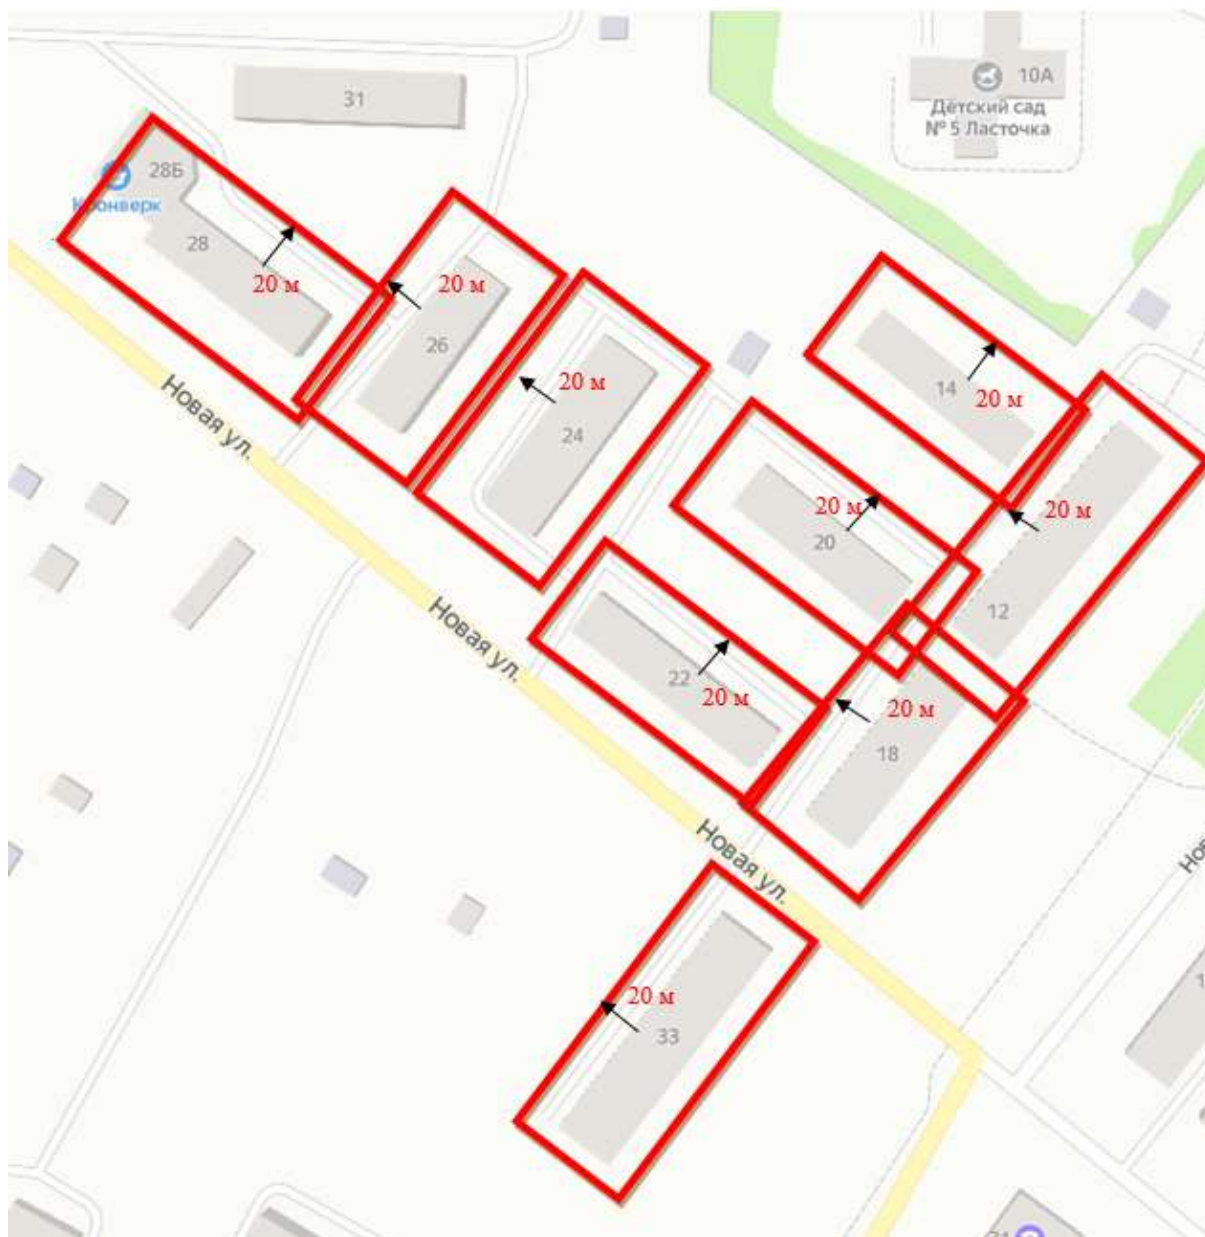 31
10А
Детский сад
№ 5 Ласточка
28Б
Кронверк
28
20 м
20 м
26
20 м
24
14
20 м
20 м
20
20 м
12
Новая ул.
Новая ул.
22
20 м
20 м
18
Новая ул.
20 м
33